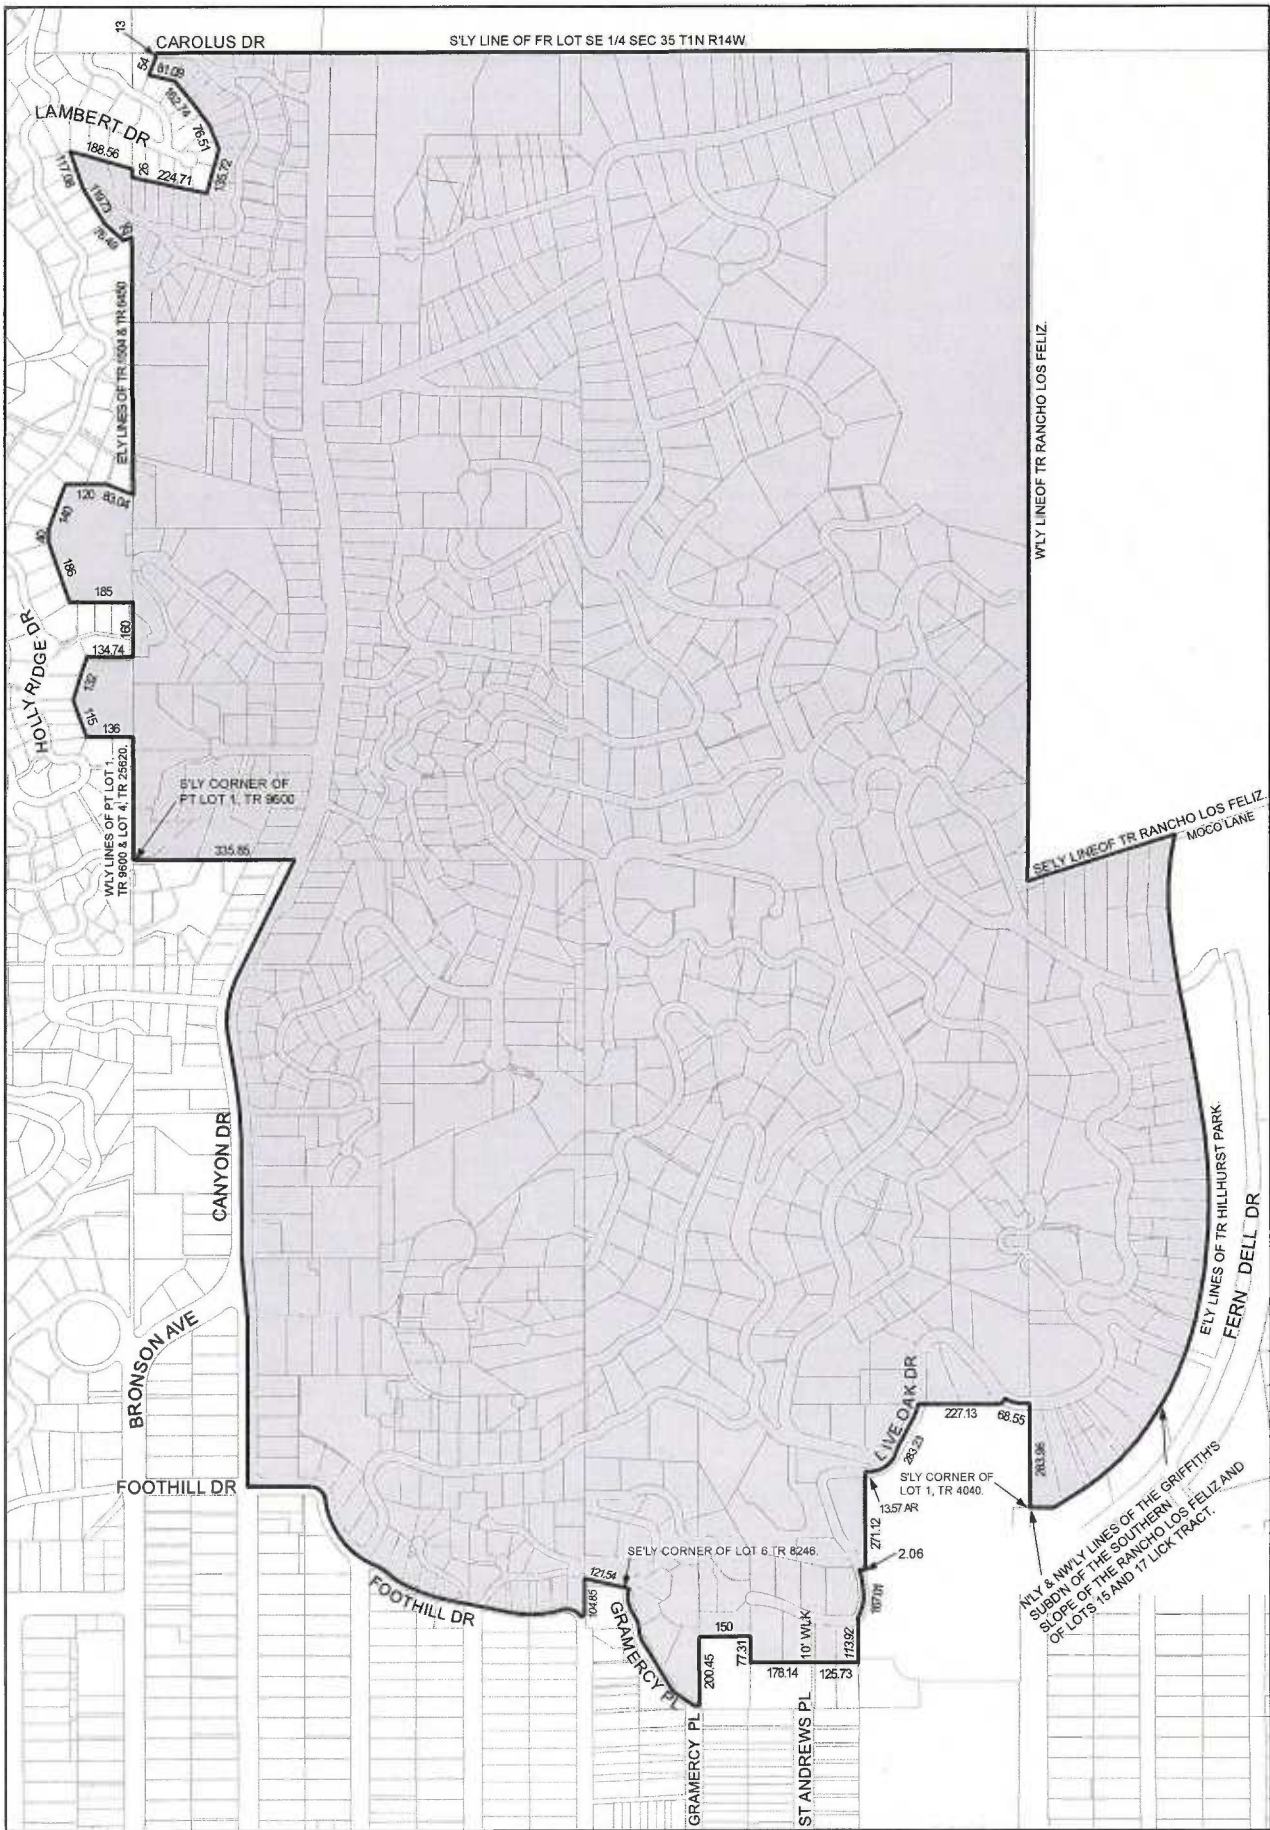 13
CAROLUS DR
S'LY LINE OF FR LOT SE 1/4 SEC 35 T1N R14W.
54
81.09
162.74
76.51
135.72
LAMBERT DR
188.56
26
224.71
117.08
119.73
76.49
E'LY LINES OF TR 1504 & TR 6450
W'LY LINE OF TR RANCHO LOS FELIZ.
120
83.04
140
40
186
185
160
HOLLY RIDGE DR
134.74
132
115
136
W'LY LINES OF PT LOT 1,
TR 9600 & LOT 4, TR 25620.
S'LY CORNER OF
PT LOT 1, TR 9600
335.85
SE'LY LINE OF TR RANCHO LOS FELIZ.
MOCO LANE
CANYON DR
BRONSON AVE
E'LY LINES OF TR HILLHURST PARK.
FERN DELL DR
LIVE OAK DR
227.13
68.55
283.23
263.96
FOOTHILL DR
S'LY CORNER OF
LOT 1, TR 4040.
13.57 AR
271.12
2.06
N'LY & NW'LY LINES OF THE GRIFFITH'S
SUBD'N OF THE SOUTHERN
SLOPE OF THE RANCHO LOS FELIZ AND
OF LOTS 15 AND 17 LICK TRACT.
SE'LY CORNER OF LOT 6 TR 8246.
121.54
104.85
FOOTHILL DR
GRAMERCY PL
167.01
150
200.45
77.31
10' WLK
113.92
178.14
125.73
GRAMERCY PL
ST ANDREWS PL